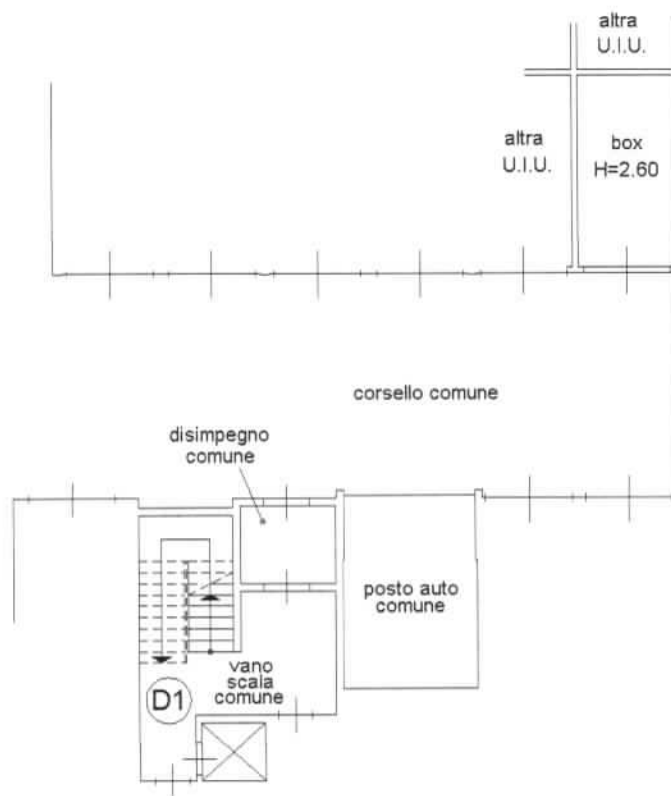 altra
U.I.U.
altra
U.I.U.
box
H=2.60
corsello comune
disimpegno
comune
posto auto
comune
vano
scala
comune
D1